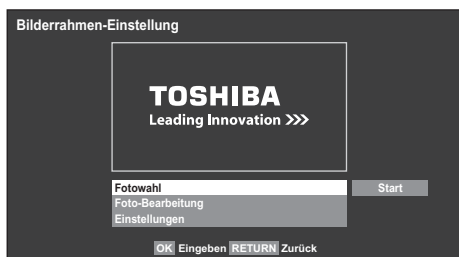 Bilderrahmen-Einstellung
TOSHIBA
Leading Innovation >>>
Fotowahl Start
Foto-Bearbeitung
Einstellungen
OK Eingeben RETURN Zurück